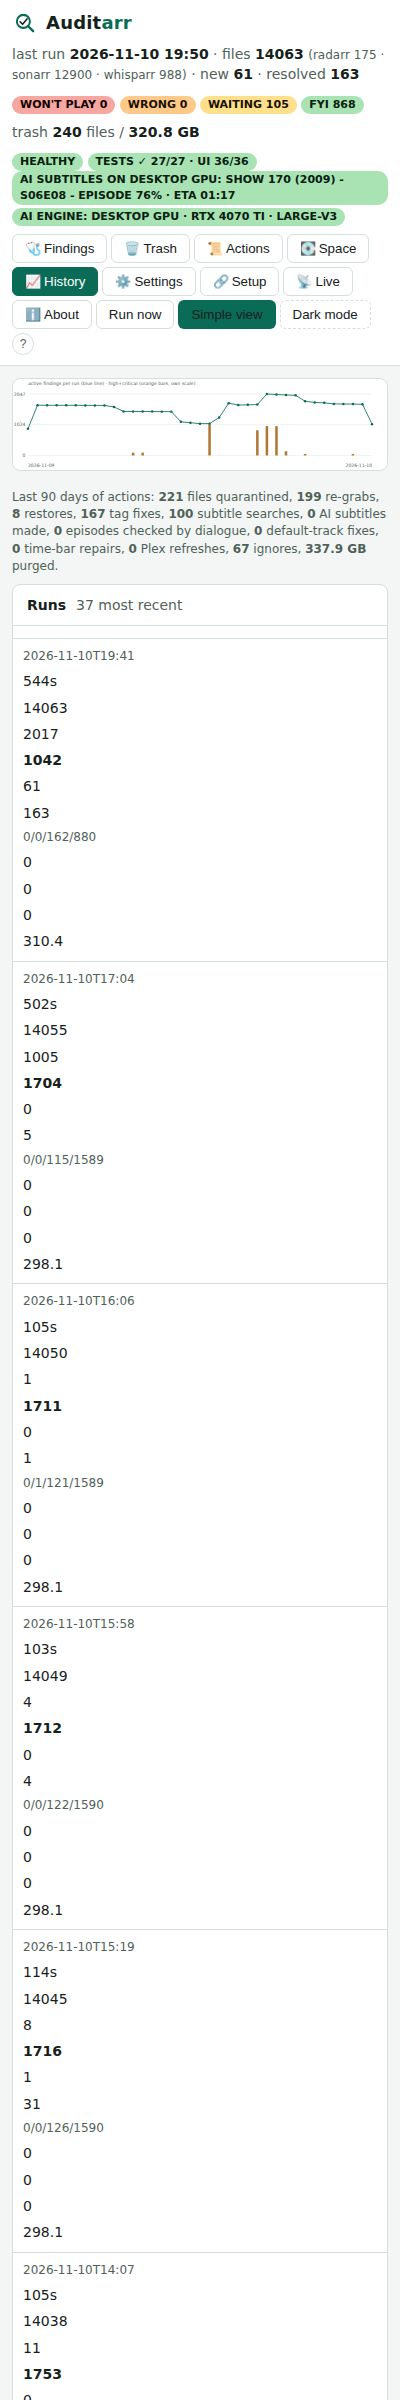 Auditarr
last run 2026-11-10 19:50 · files 14063 (radarr 175 ·
sonarr 12900 · whisparr 988) · new 61 · resolved 163
WON'T PLAY 0 WRONG 0 WAITING 105 FYI 868
trash 240 files / 320.8 GB
HEALTHY TESTS ✓ 27/27 · UI 36/36
AI SUBTITLES ON DESKTOP GPU: SHOW 170 (2009) -
S06E08 - EPISODE 76% · ETA 01:17
AI ENGINE: DESKTOP GPU · RTX 4070 TI · LARGE-V3
Findings Trash Actions Space
History Settings Setup Live
About Run now Simple view Dark mode
?
active findings per run (blue line) · high+critical (orange bars, own scale)
2047
1024
0
2026-11-09 2026-11-10
Last 90 days of actions: 221 files quarantined, 199 re-grabs,
8 restores, 167 tag fixes, 100 subtitle searches, 0 AI subtitles
made, 0 episodes checked by dialogue, 0 default-track fixes,
0 time-bar repairs, 0 Plex refreshes, 67 ignores, 337.9 GB
purged.
Runs 37 most recent
2026-11-10T19:41
544s
14063
2017
1042
61
163
0/0/162/880
0
0
0
310.4
2026-11-10T17:04
502s
14055
1005
1704
0
5
0/0/115/1589
0
0
0
298.1
2026-11-10T16:06
105s
14050
1
1711
0
1
0/1/121/1589
0
0
0
298.1
2026-11-10T15:58
103s
14049
4
1712
0
4
0/0/122/1590
0
0
0
298.1
2026-11-10T15:19
114s
14045
8
1716
1
31
0/0/126/1590
0
0
0
298.1
2026-11-10T14:07
105s
14038
11
1753